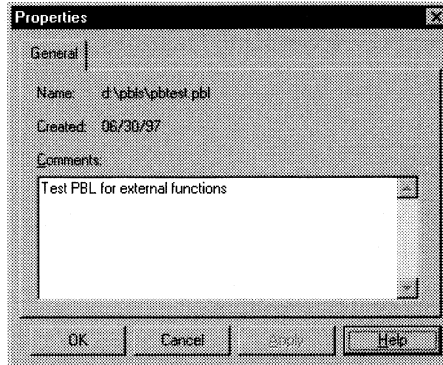 Properties
General
Name: d:\pbls\pbtest.pbl
Created: 06/30/97
Comments:
Test PBL for external functions
OK Cancel Apply Help